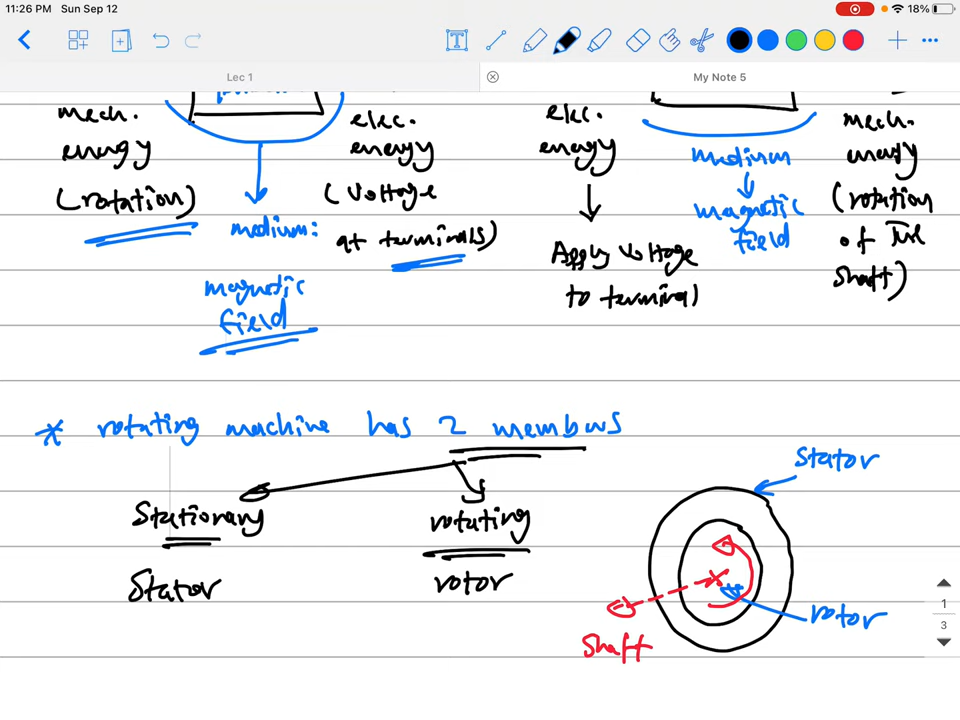 11:26 PM Sun Sep 12
18%
Lec 1
My Note 5
mech.
energy
(rotation)
medium:
magnetic
field
elec.
energy
(Voltage
at terminals)
elec.
energy
Apply Voltage
to terminal
medium
magnetic
field
mech.
energy
(rotation
of the
shaft)
* rotating machine has 2 members
Stationary
Stator
rotating
rotor
Stator
rotor
Shaft
1
3